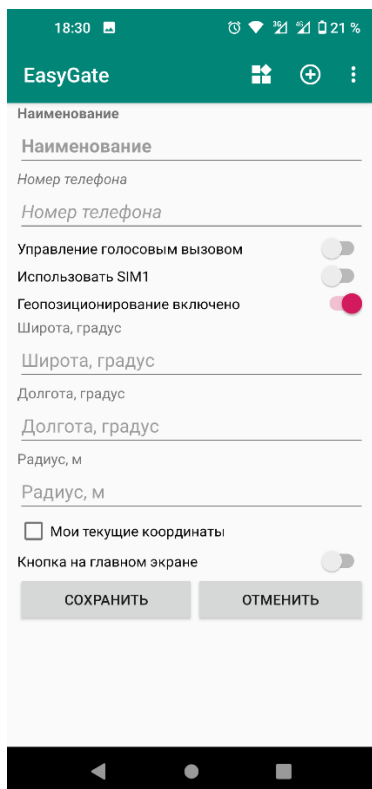 18:30 21 %
EasyGate
Наименование
Наименование
Номер телефона
Номер телефона
Управление голосовым вызовом
Использовать SIM1
Геопозиционирование включено
Широта, градус
Широта, градус
Долгота, градус
Долгота, градус
Радиус, м
Радиус, м
Мои текущие координаты
Кнопка на главном экране
СОХРАНИТЬ ОТМЕНИТЬ